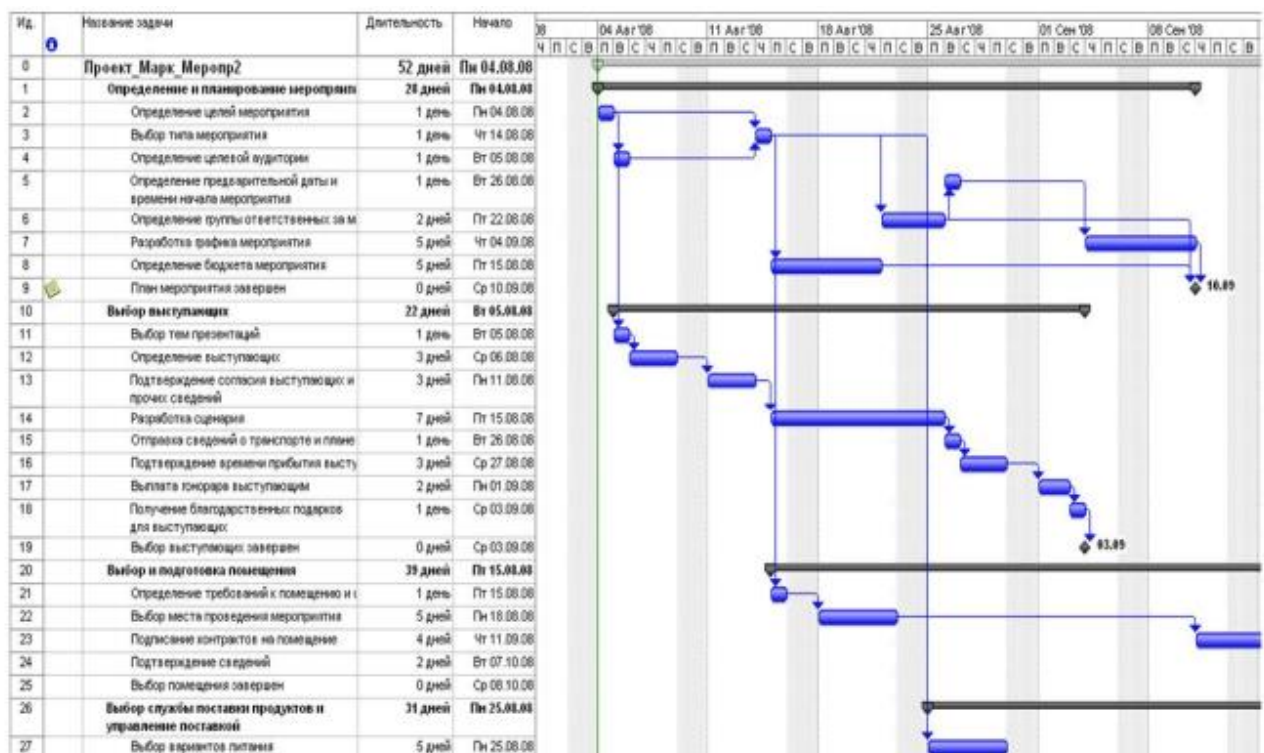 Ид. Название задачи Длительность Начало 08 04 Авг '08 11 Авг '08 18 Авг '08 25 Авг '08 01 Сен '08 08 Сен '08
Ч П С В П В С Ч П С В П В С Ч П С В П В С Ч П С В П В С Ч П С В П В С Ч П С В П В С Ч П С В
0 Проект_Марк_Меропр2 52 дней Пн 04.08.08
1 Определение и планирование мероприяти 28 дней Пн 04.08.08
2 Определение целей мероприятия 1 день Пн 04.08.08
3 Выбор типа мероприятия 1 день Чт 14.08.08
4 Определение целевой аудитории 1 день Вт 05.08.08
5 Определение предварительной даты и 1 день Вт 26.08.08
времени начала мероприятия
6 Определение группы ответственных за м 2 дней Пт 22.08.08
7 Разработка графика мероприятия 5 дней Чт 04.09.08
8 Определение бюджета мероприятия 5 дней Пт 15.08.08
9 План мероприятия завершен 0 дней Ср 10.09.08 10.09
10 Выбор выступающих 22 дней Вт 05.08.08
11 Выбор тем презентаций 1 день Вт 05.08.08
12 Определение выступающих 3 дней Ср 06.08.08
13 Подтверждение согласия выступающих и 3 дней Пн 11.08.08
прочих сведений
14 Разработка сценария 7 дней Пт 15.08.08
15 Отправка сведений о транспорте и плане 1 день Вт 26.08.08
16 Подтверждение времени прибытия высту 3 дней Ср 27.08.08
17 Выплата гонорара выступающим 2 дней Пн 01.09.08
18 Получение благодарственных подарков 1 день Ср 03.09.08
для выступающих
19 Выбор выступающих завершен 0 дней Ср 03.09.08 03.09
20 Выбор и подготовка помещения 39 дней Пт 15.08.08
21 Определение требований к помещению и с 1 день Пт 15.08.08
22 Выбор места проведения мероприятия 5 дней Пн 18.08.08
23 Подписание контрактов на помещение 4 дней Чт 11.09.08
24 Подтверждение сведений 2 дней Вт 07.10.08
25 Выбор помещения завершен 0 дней Ср 08.10.08
26 Выбор службы поставки продуктов и 31 дней Пн 25.08.08
управление поставкой
27 Выбор вариантов питания 5 дней Пн 25.08.08